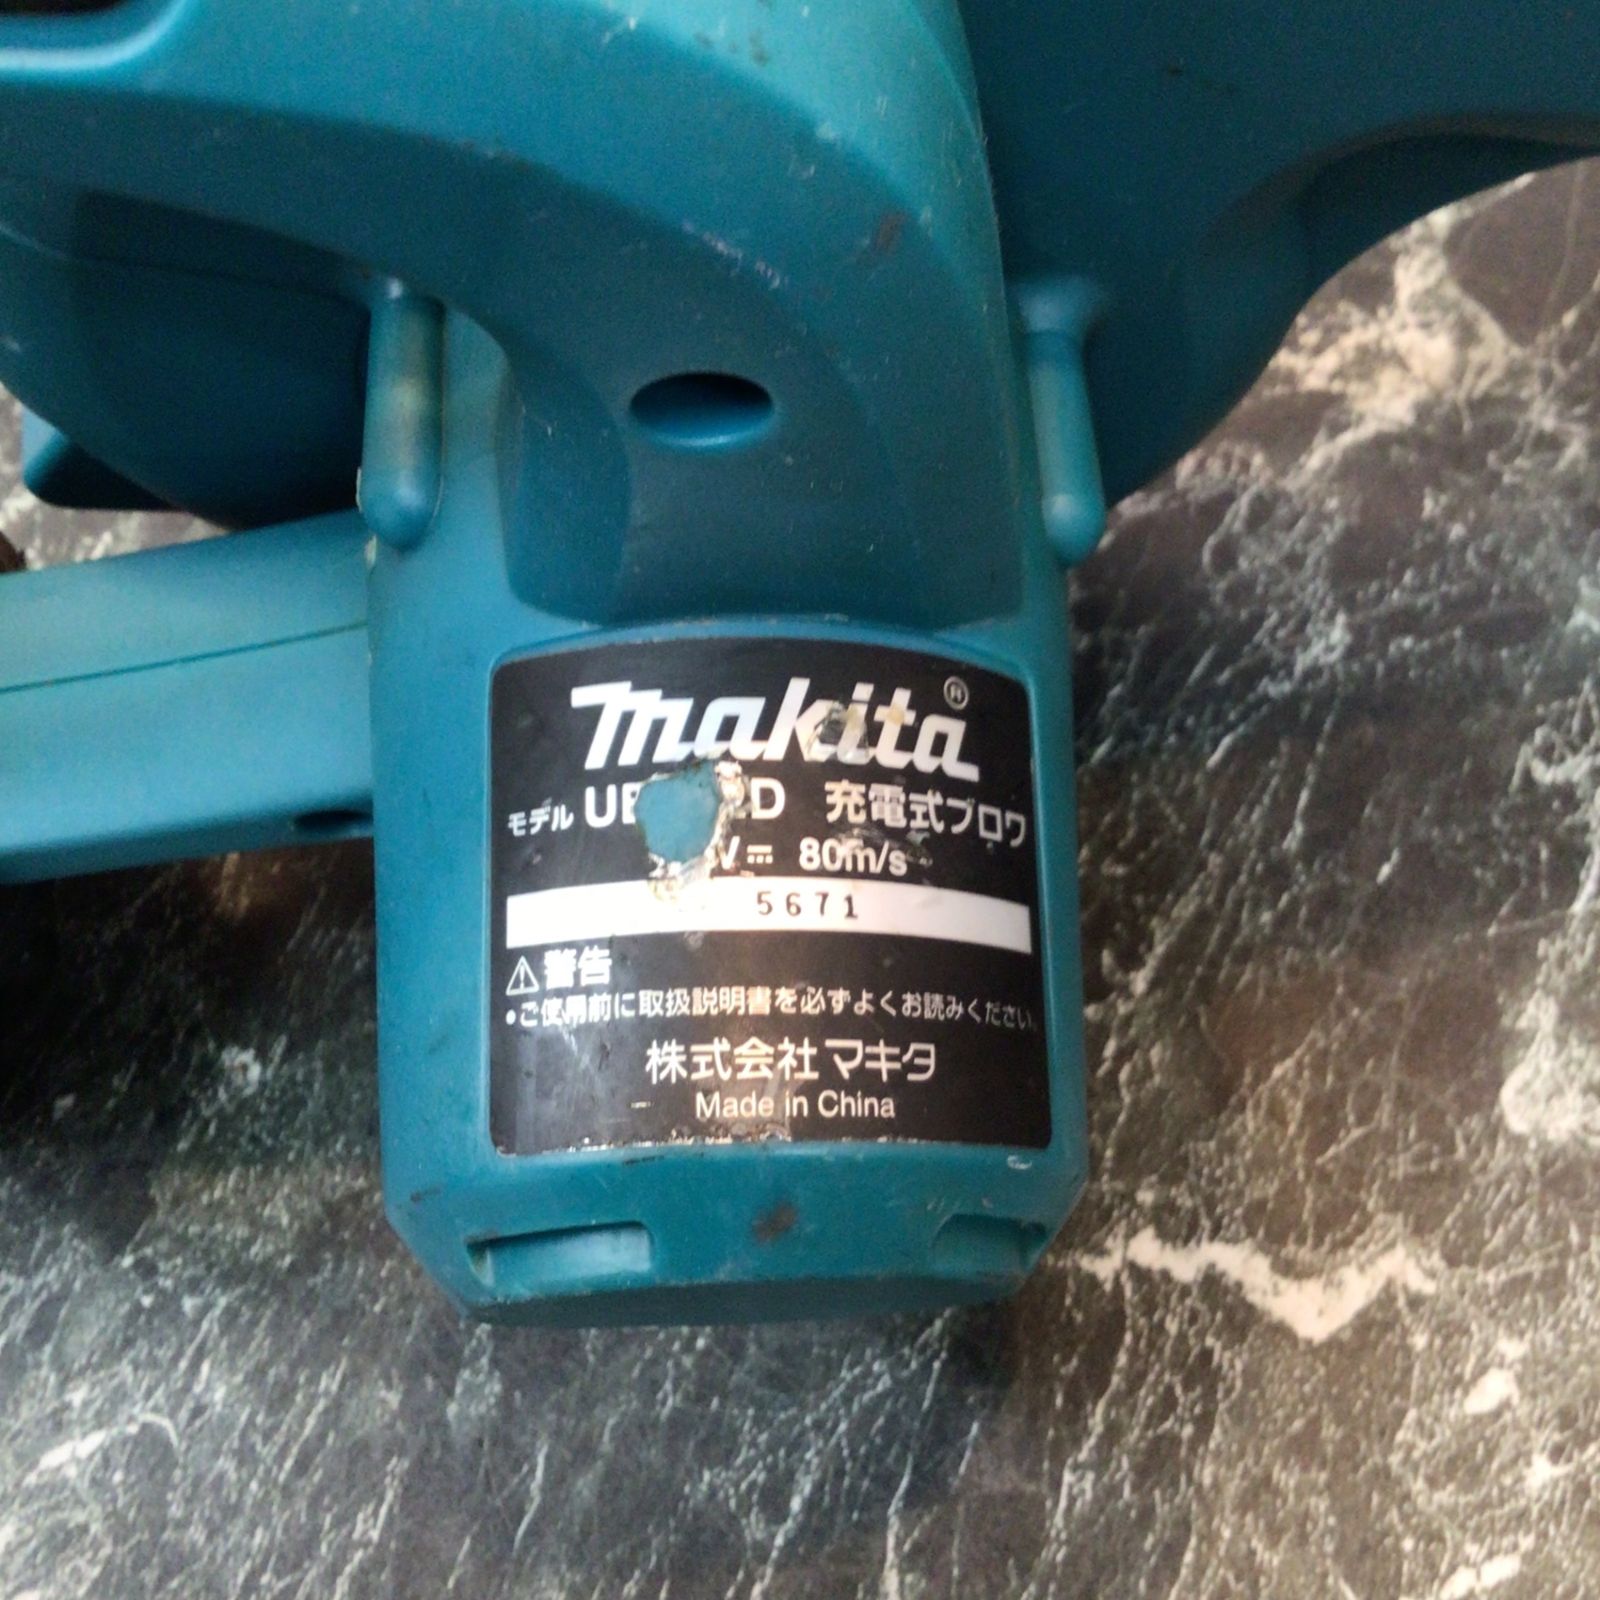 makita®
モデル 充電式ブロワ
V⎓ 80m/s
5671
⚠警告
•ご使用前に取扱説明書を必ずよくお読みください。
株式会社マキタ
Made in China